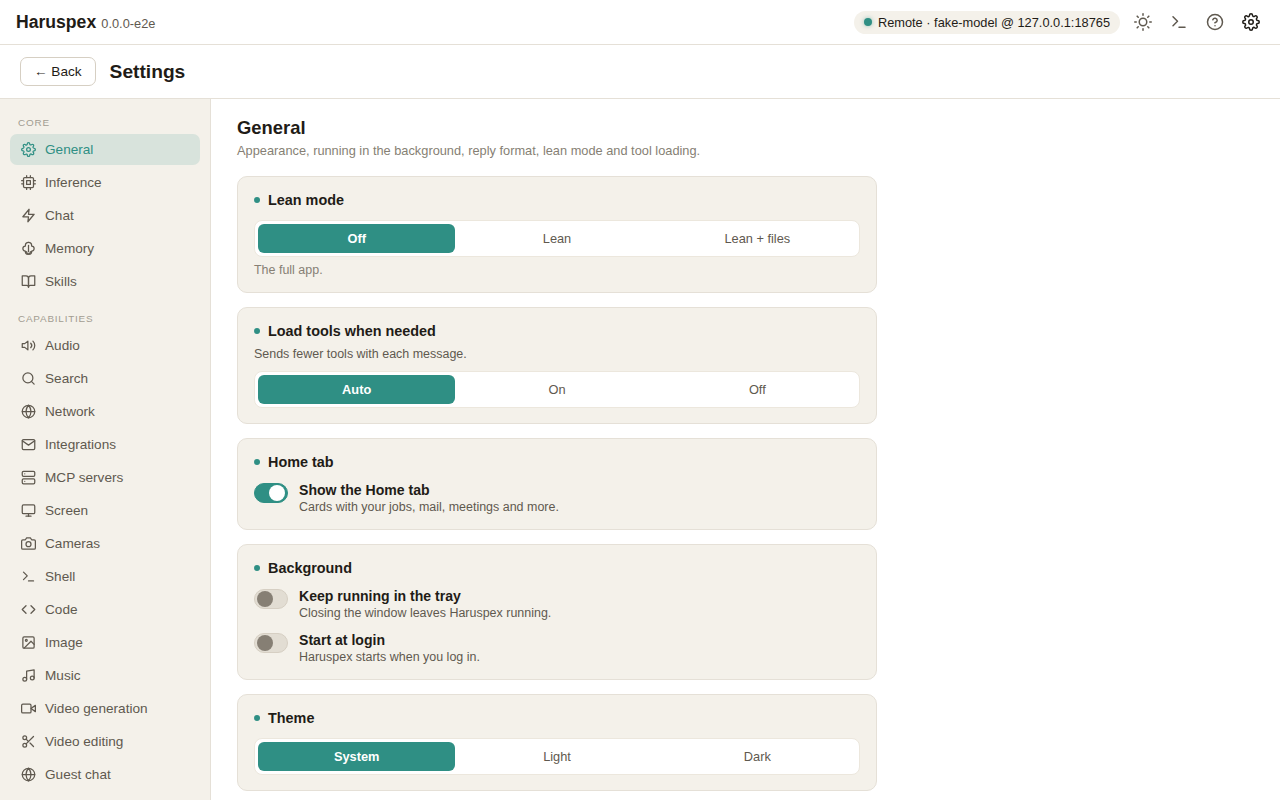 Haruspex 0.0.0-e2e
Remote · fake-model @ 127.0.0.1:18765
← Back
Settings
CORE
General
Inference
Chat
Memory
Skills
CAPABILITIES
Audio
Search
Network
Integrations
MCP servers
Screen
Cameras
Shell
Code
Image
Music
Video generation
Video editing
Guest chat
General
Appearance, running in the background, reply format, lean mode and tool loading.
Lean mode
Off
Lean
Lean + files
The full app.
Load tools when needed
Sends fewer tools with each message.
Auto
On
Off
Home tab
Show the Home tab
Cards with your jobs, mail, meetings and more.
Background
Keep running in the tray
Closing the window leaves Haruspex running.
Start at login
Haruspex starts when you log in.
Theme
System
Light
Dark